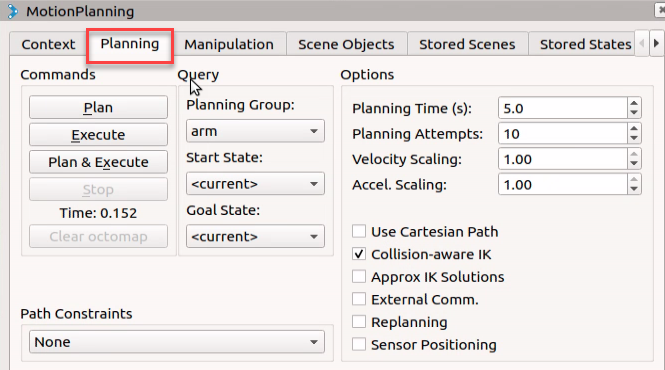 MotionPlanning
Context Planning Manipulation Scene Objects Stored Scenes Stored States
Commands
Plan
Execute
Plan & Execute
Stop
Time: 0.152
Clear octomap
Query
Planning Group:
arm
Start State:
<current>
Goal State:
<current>
Options
Planning Time (s): 5.0
Planning Attempts: 10
Velocity Scaling: 1.00
Accel. Scaling: 1.00
Use Cartesian Path
Collision-aware IK
Approx IK Solutions
External Comm.
Replanning
Sensor Positioning
Path Constraints
None